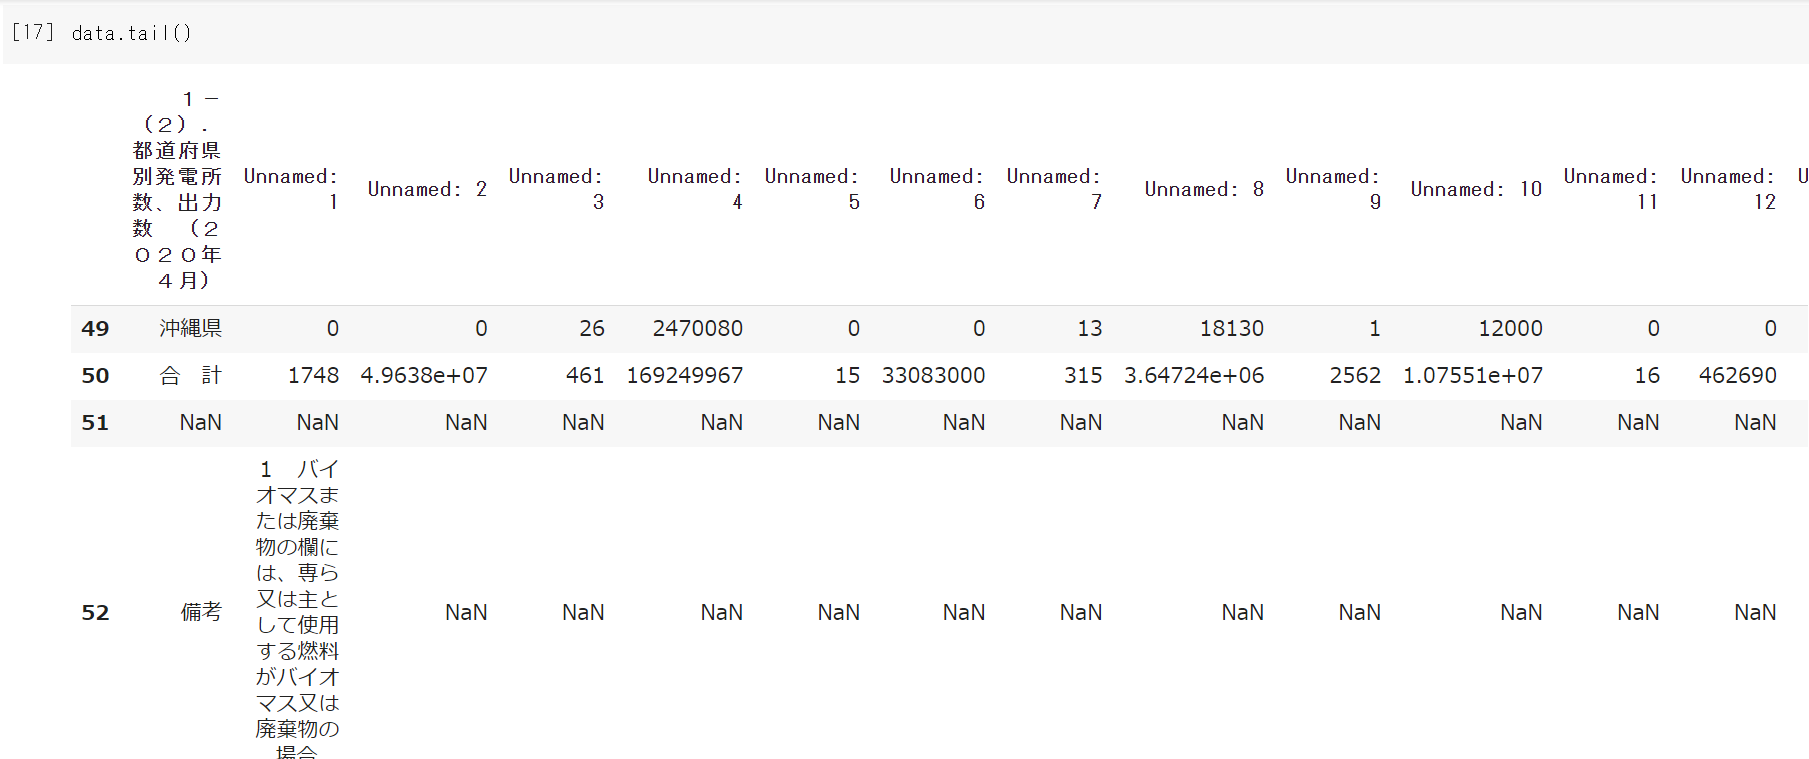 [17] data.tail()
１－
（２）．
都道府県
別発電所
数、出力
数　（２
０２０年
４月）
Unnamed:
1
Unnamed: 2
Unnamed:
3
Unnamed:
4
Unnamed:
5
Unnamed:
6
Unnamed:
7
Unnamed: 8
Unnamed:
9
Unnamed: 10
Unnamed:
11
Unnamed:
12
49 沖縄県 0 0 26 2470080 0 0 13 18130 1 12000 0 0
50 合　計 1748 4.9638e+07 461 169249967 15 33083000 315 3.64724e+06 2562 1.07551e+07 16 462690
51 NaN NaN NaN NaN NaN NaN NaN NaN NaN NaN NaN NaN NaN
１　バイ
オマスま
たは廃棄
物の欄に
は、専ら
又は主と
して使用
する燃料
がバイオ
マス又は
廃棄物の
場合
52 備考 NaN NaN NaN NaN NaN NaN NaN NaN NaN NaN NaN